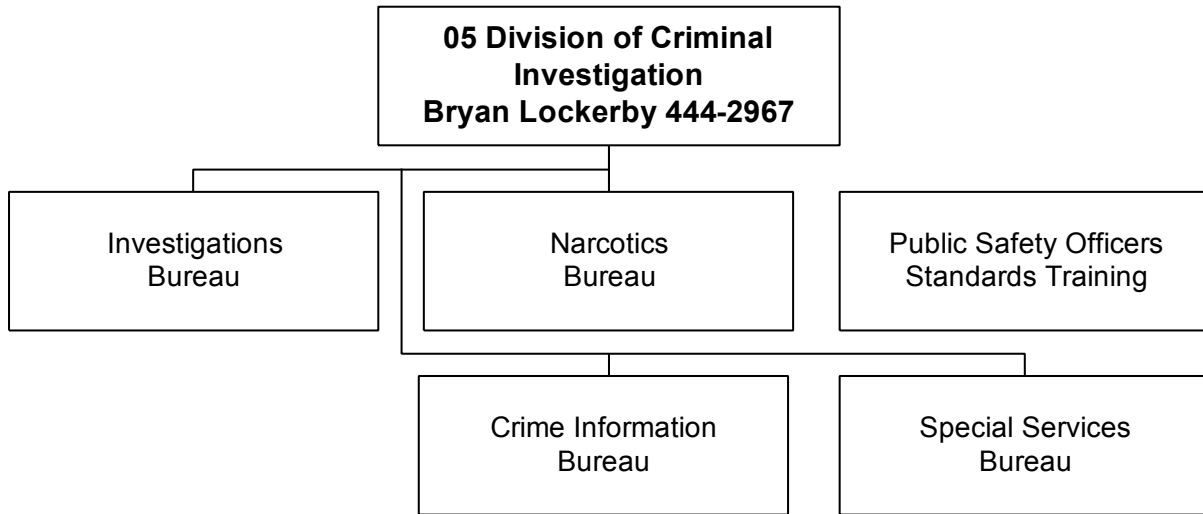 05 Division of Criminal
Investigation
Bryan Lockerby 444-2967
Investigations
Bureau
Narcotics
Bureau
Public Safety Officers
Standards Training
Crime Information
Bureau
Special Services
Bureau